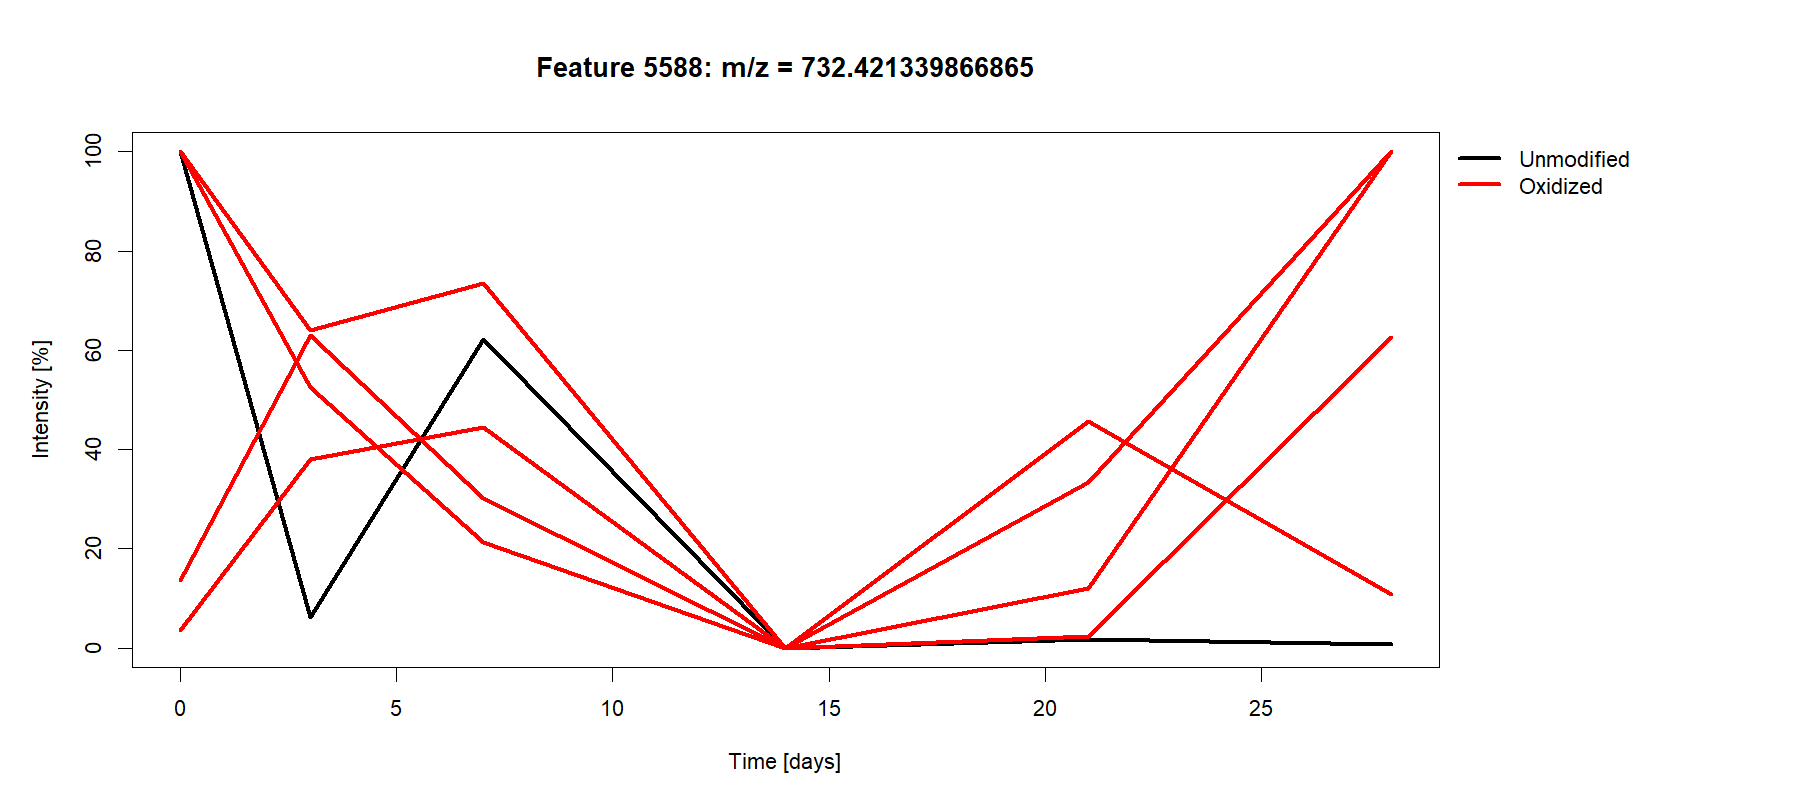 Feature 5588: m/z = 732.421339866865
Unmodified
Oxidized
Intensity [%]
100
80
60
40
20
0
0 5 10 15 20 25
Time [days]